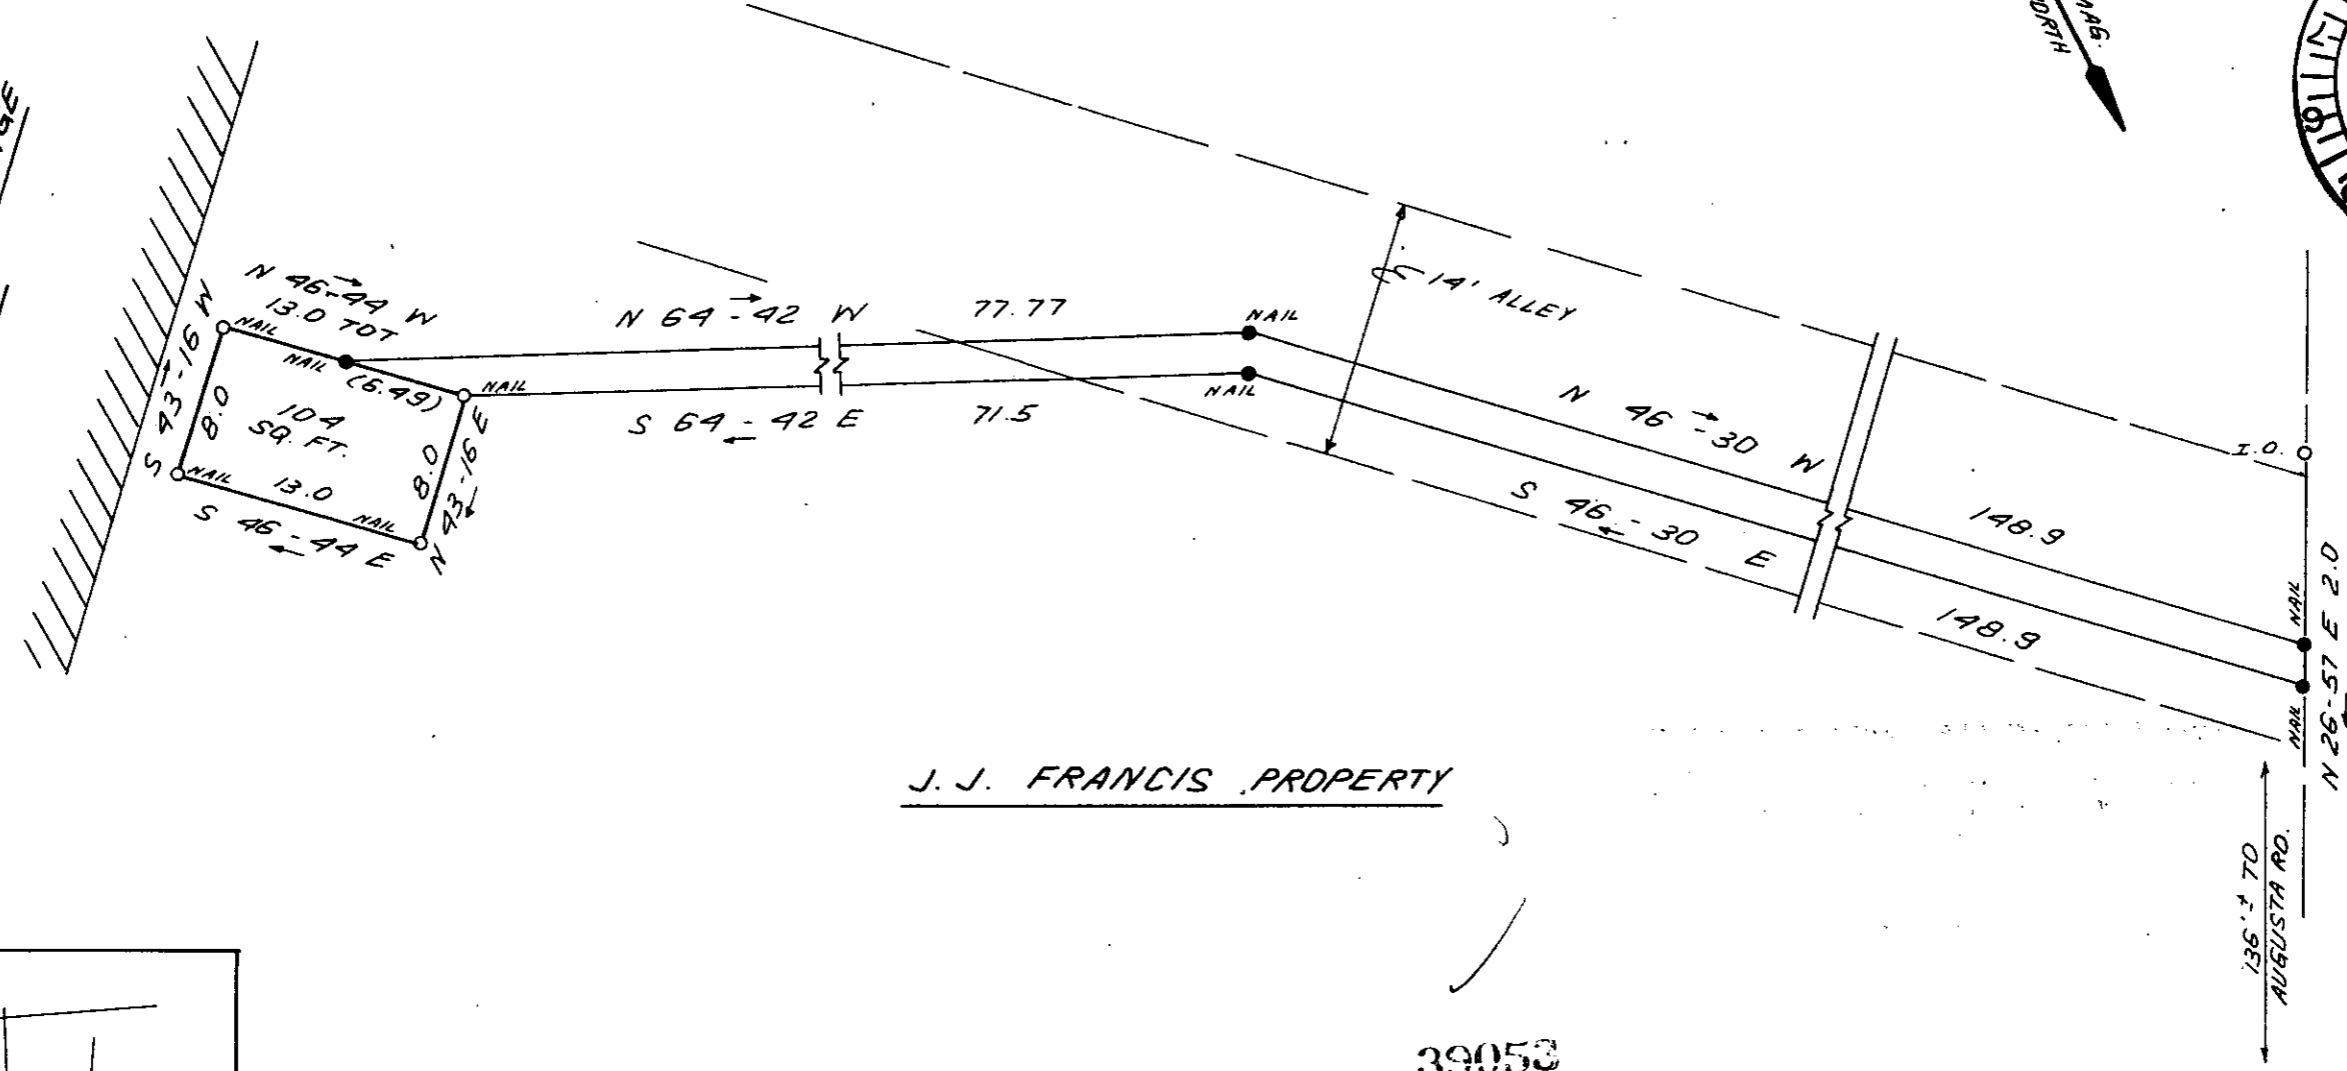 MAG.
NORTH
N 46-44 W
13.0 TOT
NAIL
NAIL
(6.49)
NAIL
S 43-16 W
8.0
104
SQ. FT.
8.0
N 43-16 E
NAIL
13.0
NAIL
S 46-44 E
N 64-42 W 77.77
S 64-42 E 71.5
NAIL
NAIL
14' ALLEY
N 46-30 W
148.9
S 46-30 E
148.9
I.O.
NAIL
NAIL
N 26-57 E 2.0
136'± TO
AUGUSTA RD.
J. J. FRANCIS PROPERTY
39053